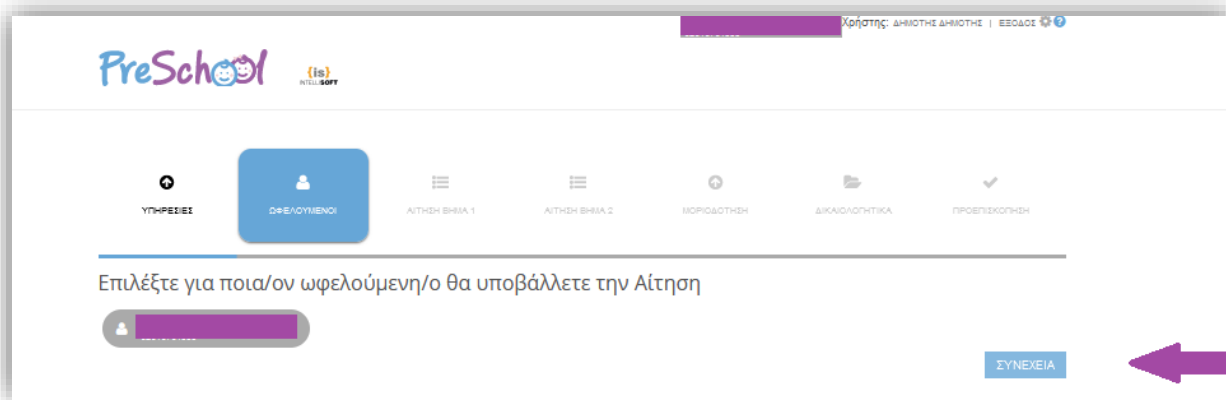 Χρήστης: ΔΗΜΟΤΗΣ ΔΗΜΟΤΗΣ | ΕΞΟΔΟΣ
PreSchool {is}
INTELLISOFT
ΥΠΗΡΕΣΙΕΣ ΩΦΕΛΟΥΜΕΝΟΙ ΑΙΤΗΣΗ ΒΗΜΑ 1 ΑΙΤΗΣΗ ΒΗΜΑ 2 ΜΟΡΙΟΔΟΤΗΣΗ ΔΙΚΑΙΟΛΟΓΗΤΙΚΑ ΠΡΟΕΠΙΣΚΟΠΗΣΗ
Επιλέξτε για ποια/ον ωφελούμενη/ο θα υποβάλλετε την Αίτηση
ΣΥΝΕΧΕΙΑ